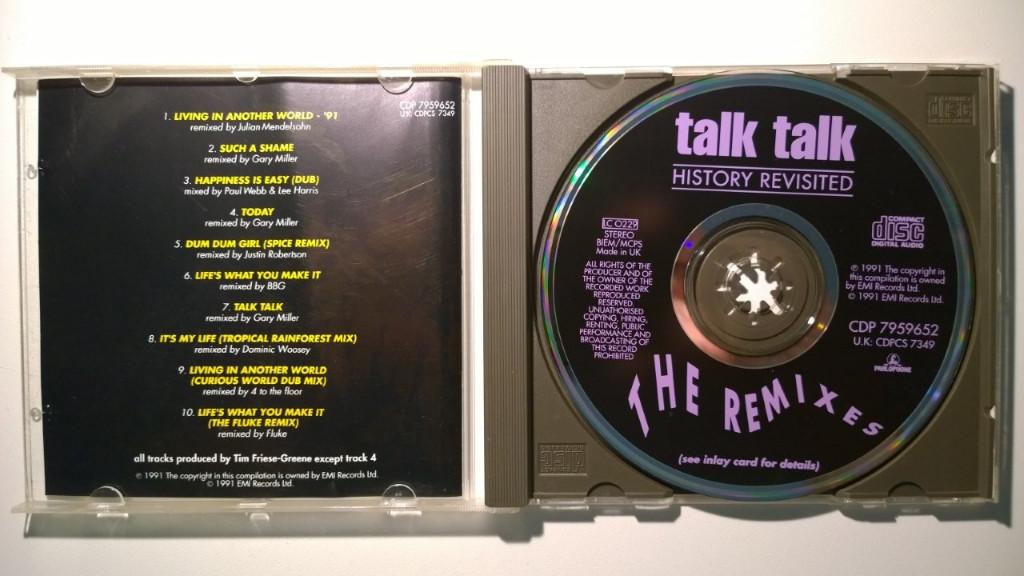 CDP 7959652
U.K: CDPCS 7349
1. LIVING IN ANOTHER WORLD - '91
remixed by Julian Mendelsohn
2. SUCH A SHAME
remixed by Gary Miller
3. HAPPINESS IS EASY (DUB)
mixed by Paul Webb & Lee Harris
4. TODAY
remixed by Gary Miller
5. DUM DUM GIRL (SPICE REMIX)
remixed by Justin Robertson
6. LIFE'S WHAT YOU MAKE IT
remixed by BBG
7. TALK TALK
remixed by Gary Miller
8. IT'S MY LIFE (TROPICAL RAINFOREST MIX)
remixed by Dominic Woosey
9. LIVING IN ANOTHER WORLD
(CURIOUS WORLD DUB MIX)
remixed by 4 to the floor
10. LIFE'S WHAT YOU MAKE IT
(THE FLUKE REMIX)
remixed by Fluke
all tracks produced by Tim Friese-Greene except track 4
℗ 1991 The copyright in this compilation is owned by EMI Records Ltd.
© 1991 EMI Records Ltd.
talk talk
HISTORY REVISITED
LC 0299
STEREO
BIEM/MCPS
Made in UK
ALL RIGHTS OF THE
PRODUCER AND OF
THE OWNER OF THE
RECORDED WORK
REPRODUCED
RESERVED.
UNAUTHORISED
COPYING, HIRING,
RENTING, PUBLIC
PERFORMANCE AND
BROADCASTING OF
THIS RECORD
PROHIBITED
COMPACT
disc
DIGITAL AUDIO
℗ 1991 The copyright in
this compilation is
owned by EMI Records Ltd.
© 1991 EMI Records Ltd.
CDP 7959652
U.K: CDPCS 7349
PARLOPHONE
THE REMIXES
(see inlay card for details)